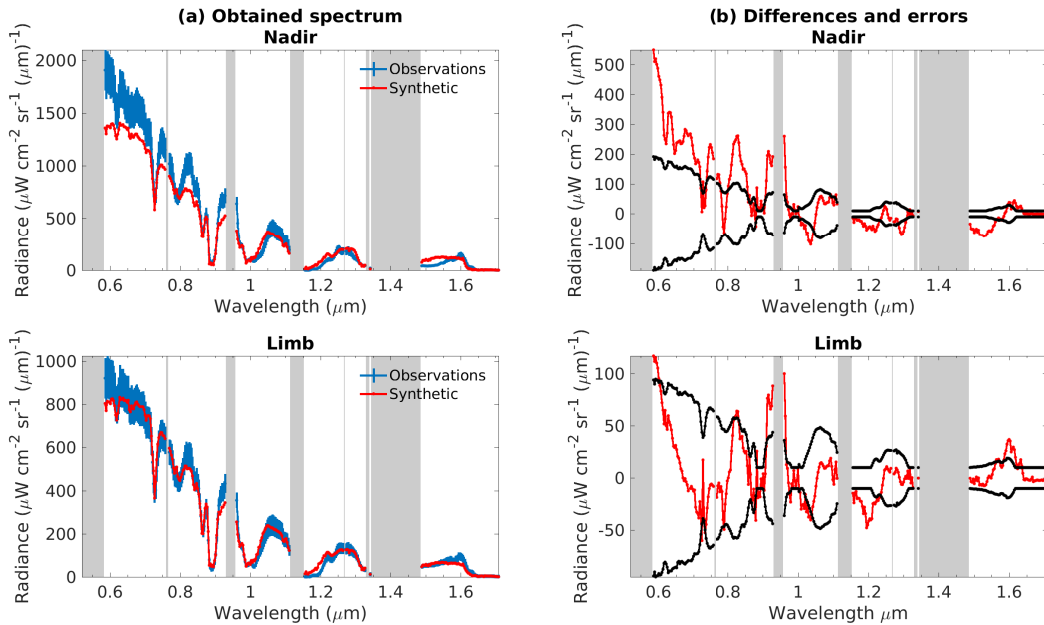 (a) Obtained spectrum
Nadir
Radiance (μW cm-2 sr-1 (μm)-1)
2000
1500
1000
500
0
Observations
Synthetic
0.6 0.8 1 1.2 1.4 1.6
Wavelength (μm)
(b) Differences and errors
Nadir
Radiance (μW cm-2 sr-1 (μm)-1)
500
400
300
200
100
0
-100
0.6 0.8 1 1.2 1.4 1.6
Wavelength (μm)
Limb
Radiance (μW cm-2 sr-1 (μm)-1)
1000
800
600
400
200
0
Observations
Synthetic
0.6 0.8 1 1.2 1.4 1.6
Wavelength (μm)
Limb
Radiance (μW cm-2 sr-1 (μm)-1)
100
50
0
-50
0.6 0.8 1 1.2 1.4 1.6
Wavelength μm